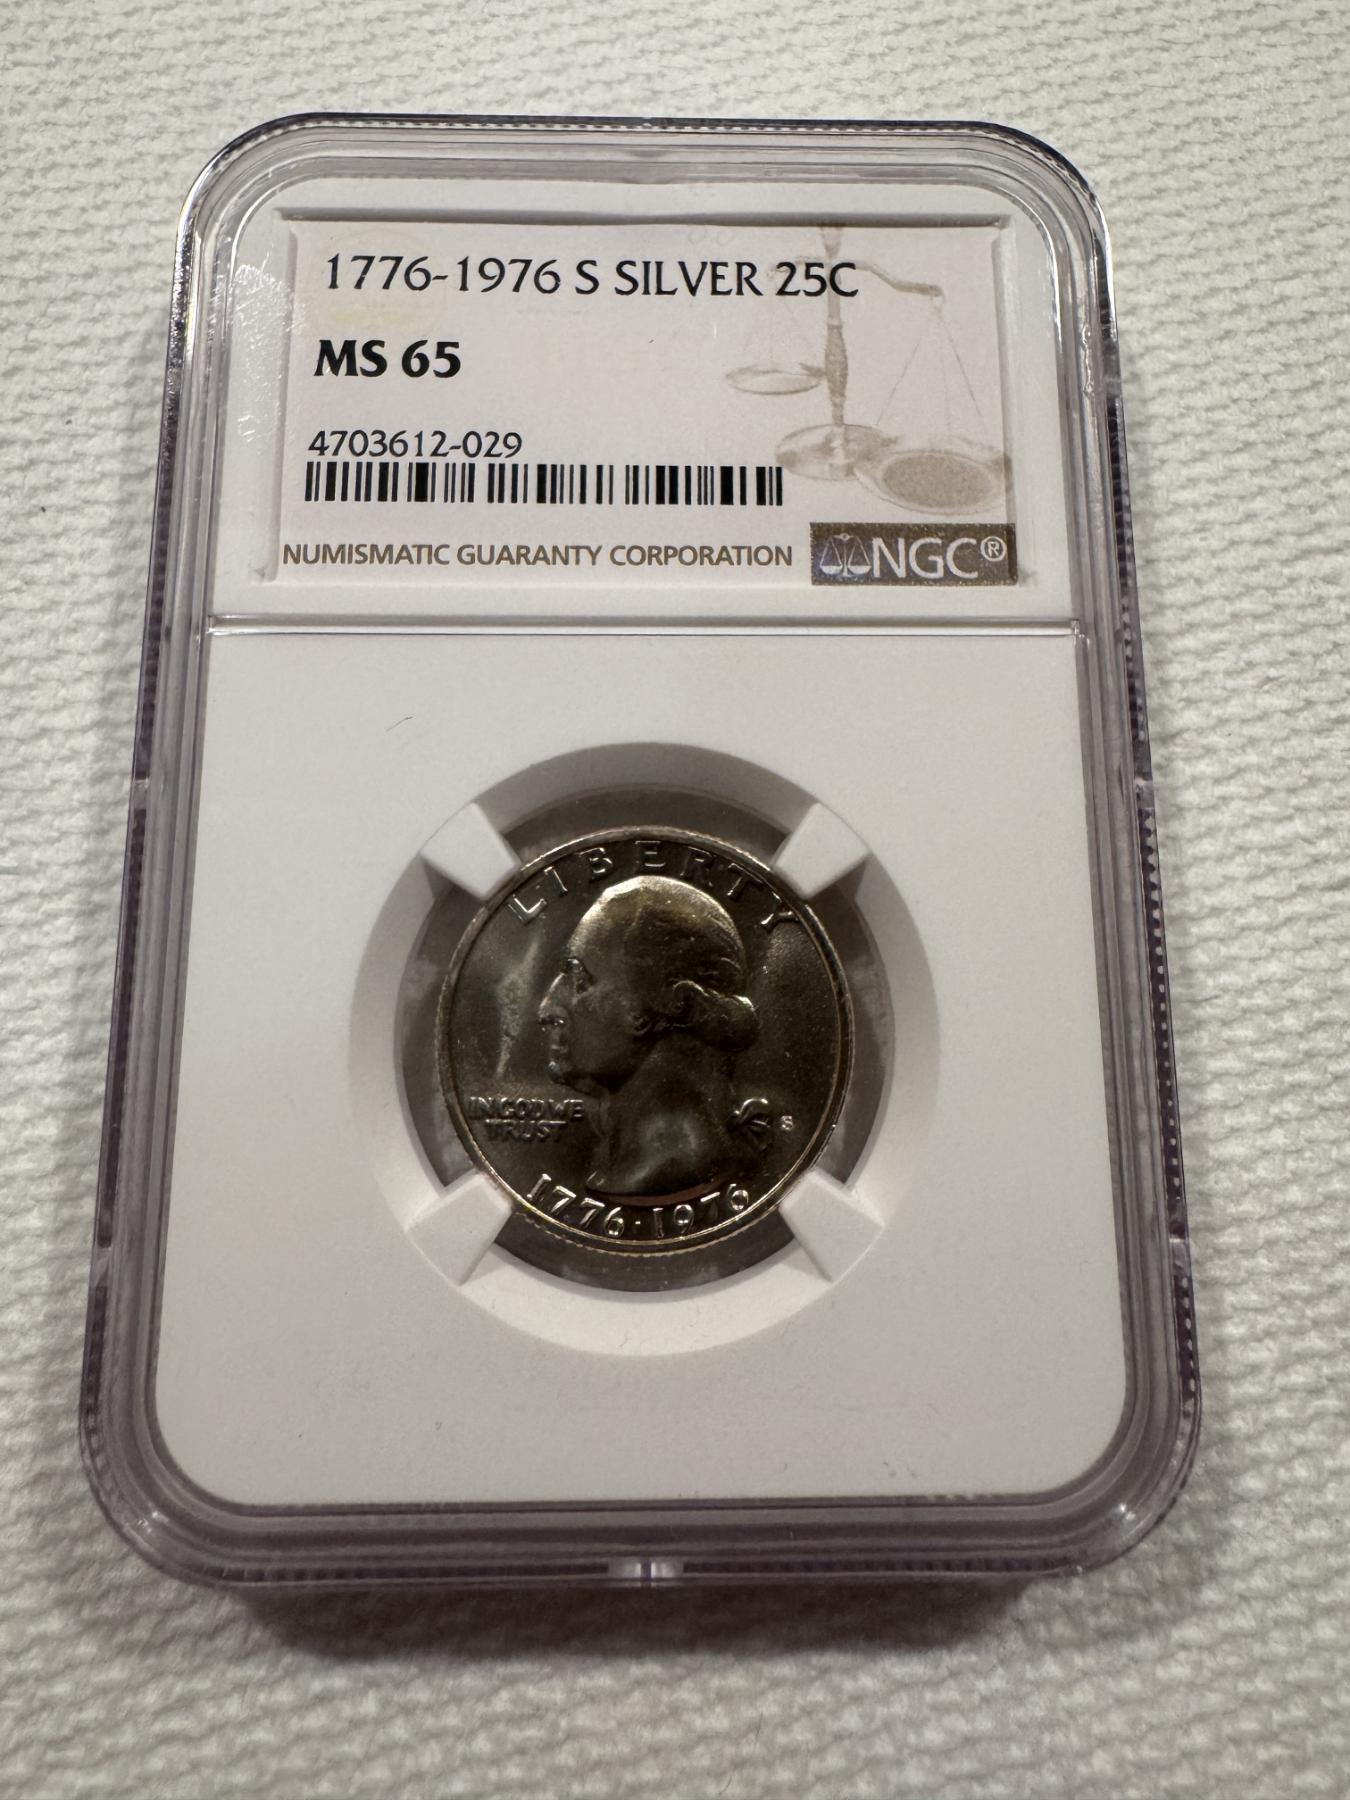 1776-1976 S SILVER 25C
MS 65
4703612-029
NUMISMATIC GUARANTY CORPORATION
NGC®
LIBERTY
IN GOD WE
TRUST
S
1776·1976